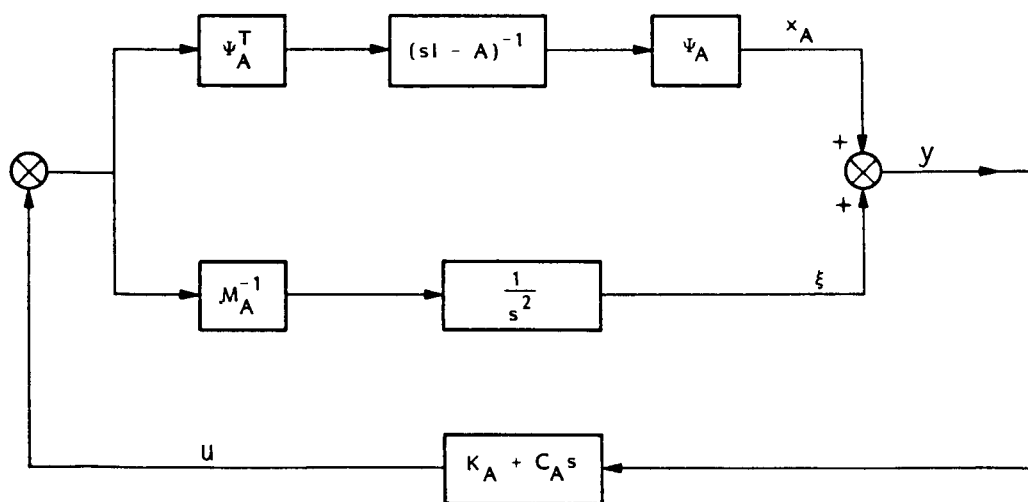 Ψ_A^T
(sI - A)^-1
Ψ_A
x_A
+
y
+
M_A^-1
1/s^2
ξ
u
K_A + C_A s